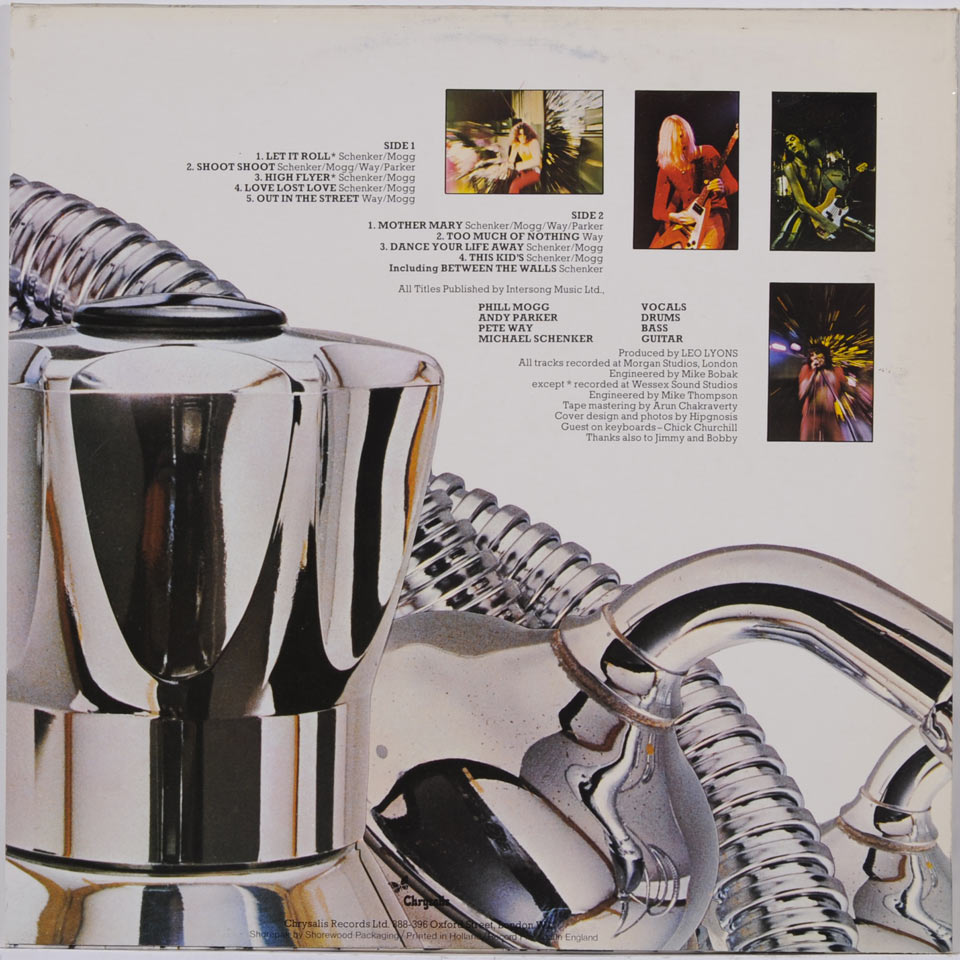 SIDE 1
1. LET IT ROLL* Schenker/Mogg
2. SHOOT SHOOT Schenker/Mogg/Way/Parker
3. HIGH FLYER* Schenker/Mogg
4. LOVE LOST LOVE Schenker/Mogg
5. OUT IN THE STREET Way/Mogg
SIDE 2
1. MOTHER MARY Schenker/Mogg/Way/Parker
2. TOO MUCH OF NOTHING Way
3. DANCE YOUR LIFE AWAY Schenker/Mogg
4. THIS KID'S Schenker/Mogg
Including BETWEEN THE WALLS Schenker
All Titles Published by Intersong Music Ltd.,
PHILL MOGG VOCALS
ANDY PARKER DRUMS
PETE WAY BASS
MICHAEL SCHENKER GUITAR
Produced by LEO LYONS
All tracks recorded at Morgan Studios, London
Engineered by Mike Bobak
except * recorded at Wessex Sound Studios
Engineered by Mike Thompson
Tape mastering by Arun Chakraverty
Cover design and photos by Hipgnosis
Guest on keyboards – Chick Churchill
Thanks also to Jimmy and Bobby
Chrysalis
Chrysalis Records Ltd. 388-396 Oxford Street, London
by Shorewood Packaging Printed in Holland England